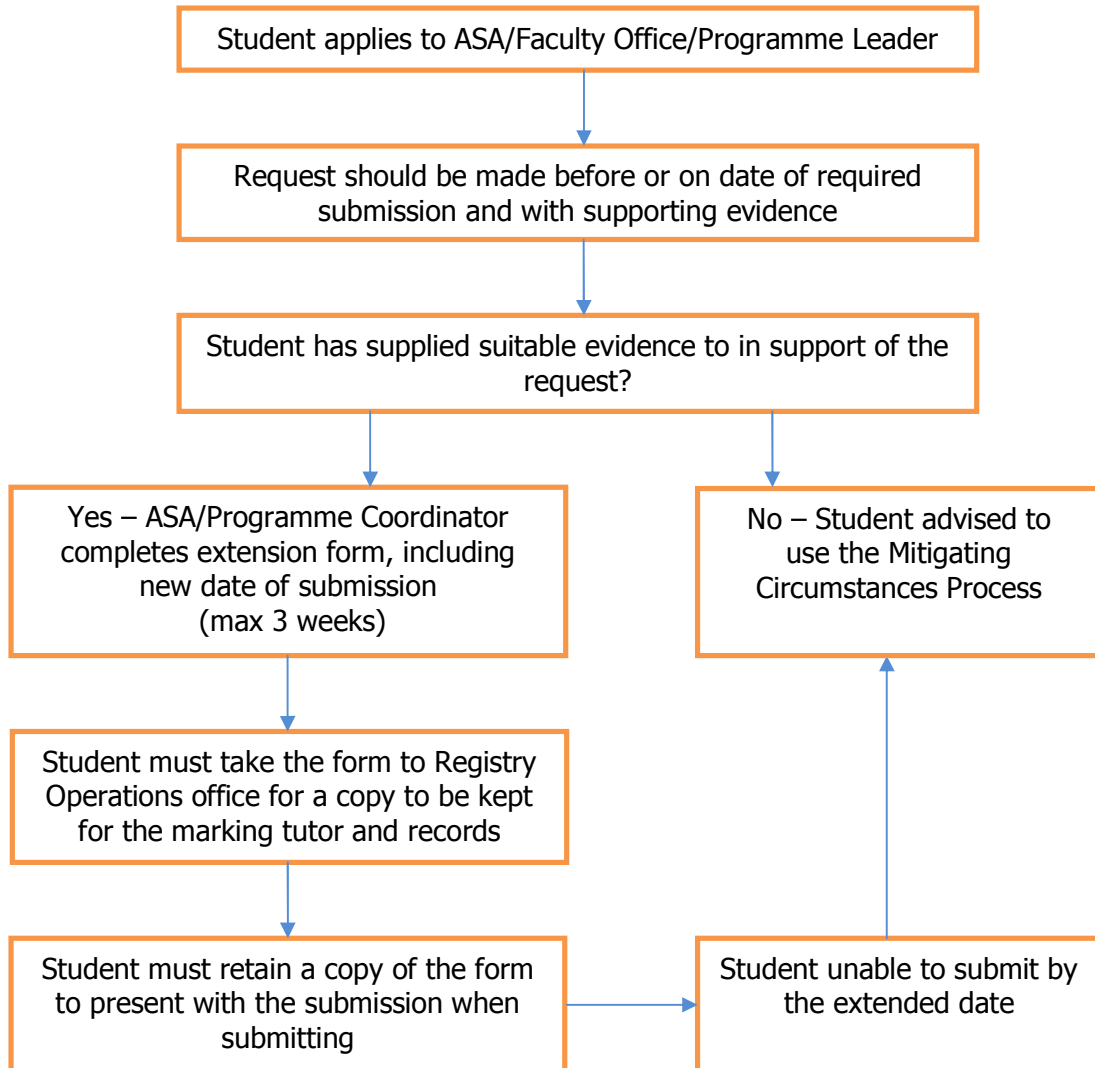 Student applies to ASA/Faculty Office/Programme Leader
Request should be made before or on date of required
submission and with supporting evidence
Student has supplied suitable evidence to in support of the
request?
Yes – ASA/Programme Coordinator
completes extension form, including
new date of submission
(max 3 weeks)
No – Student advised to
use the Mitigating
Circumstances Process
Student must take the form to Registry
Operations office for a copy to be kept
for the marking tutor and records
Student must retain a copy of the form
to present with the submission when
submitting
Student unable to submit by
the extended date